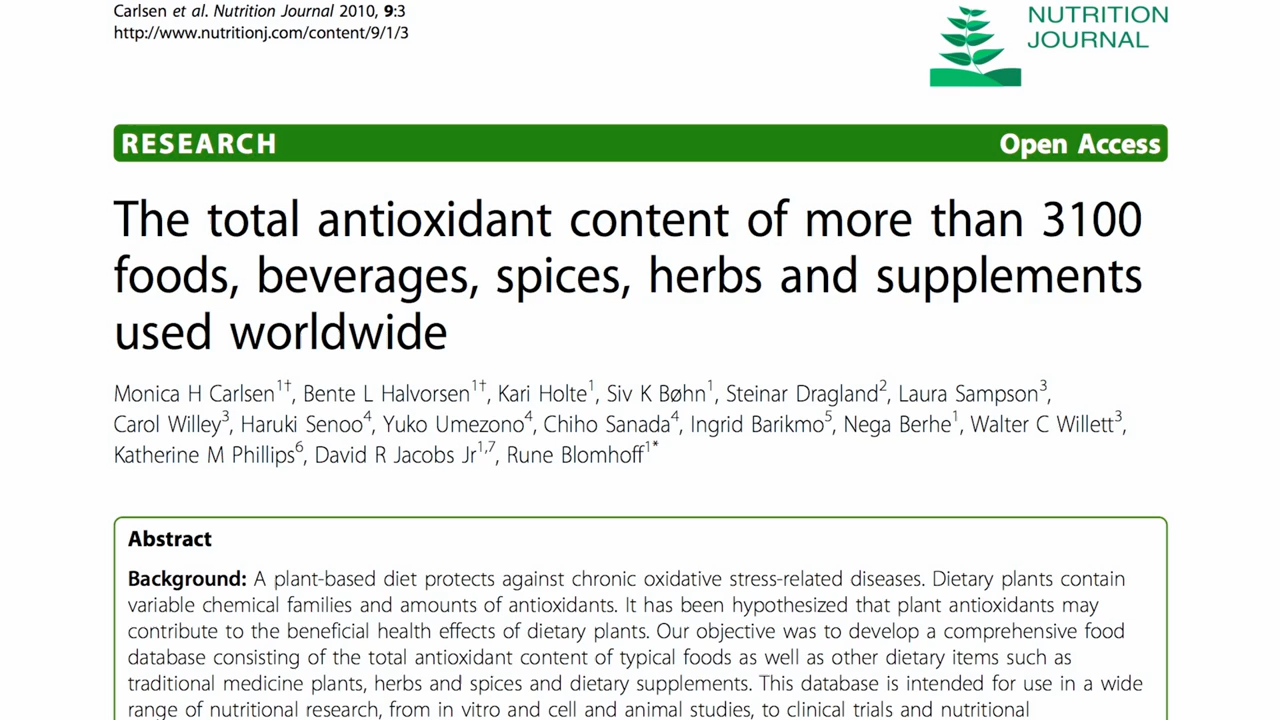 Carlsen et al. Nutrition Journal 2010, 9:3
http://www.nutritionj.com/content/9/1/3
NUTRITION
JOURNAL
RESEARCH
Open Access
The total antioxidant content of more than 3100
foods, beverages, spices, herbs and supplements
used worldwide
Monica H Carlsen1†, Bente L Halvorsen1†, Kari Holte1, Siv K Bøhn1, Steinar Dragland2, Laura Sampson3,
Carol Willey3, Haruki Senoo4, Yuko Umezono4, Chiho Sanada4, Ingrid Barikmo5, Nega Berhe1, Walter C Willett3,
Katherine M Phillips6, David R Jacobs Jr1,7, Rune Blomhoff1*
Abstract
Background: A plant-based diet protects against chronic oxidative stress-related diseases. Dietary plants contain
variable chemical families and amounts of antioxidants. It has been hypothesized that plant antioxidants may
contribute to the beneficial health effects of dietary plants. Our objective was to develop a comprehensive food
database consisting of the total antioxidant content of typical foods as well as other dietary items such as
traditional medicine plants, herbs and spices and dietary supplements. This database is intended for use in a wide
range of nutritional research, from in vitro and cell and animal studies, to clinical trials and nutritional